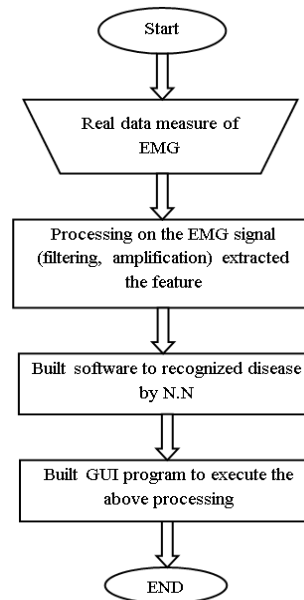 Start
Real data measure of
EMG
Processing on the EMG signal
(filtering, amplification) extracted
the feature
Built software to recognized disease
by N.N
Built GUI program to execute the
above processing
END